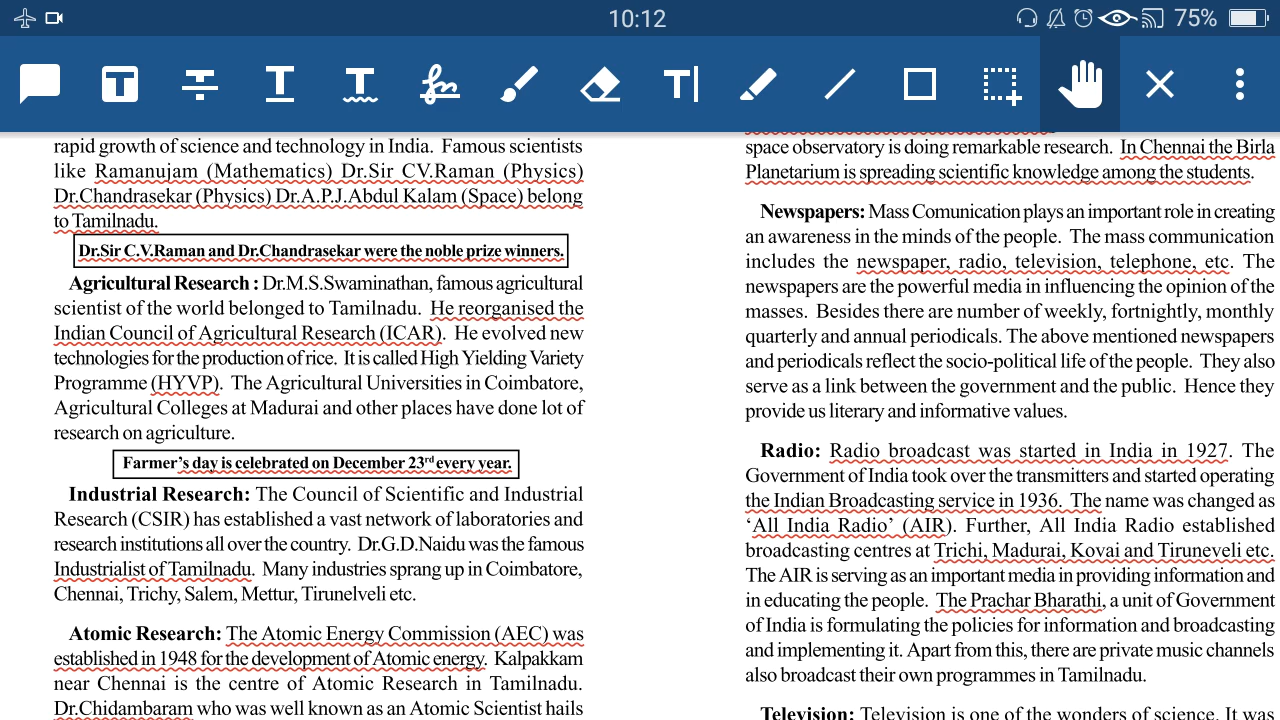 10:12
75%
rapid growth of science and technology in India. Famous scientists
like Ramanujam (Mathematics) Dr.Sir CV.Raman (Physics)
Dr.Chandrasekar (Physics) Dr.A.P.J.Abdul Kalam (Space) belong
to Tamilnadu.
Dr.Sir C.V.Raman and Dr.Chandrasekar were the noble prize winners.
Agricultural Research : Dr.M.S.Swaminathan, famous agricultural
scientist of the world belonged to Tamilnadu. He reorganised the
Indian Council of Agricultural Research (ICAR). He evolved new
technologies for the production of rice. It is called High Yielding Variety
Programme (HYVP). The Agricultural Universities in Coimbatore,
Agricultural Colleges at Madurai and other places have done lot of
research on agriculture.
Farmer's day is celebrated on December 23rd every year.
Industrial Research: The Council of Scientific and Industrial
Research (CSIR) has established a vast network of laboratories and
research institutions all over the country. Dr.G.D.Naidu was the famous
Industrialist of Tamilnadu. Many industries sprang up in Coimbatore,
Chennai, Trichy, Salem, Mettur, Tirunelveli etc.
Atomic Research: The Atomic Energy Commission (AEC) was
established in 1948 for the development of Atomic energy. Kalpakkam
near Chennai is the centre of Atomic Research in Tamilnadu.
Dr.Chidambaram who was well known as an Atomic Scientist hails
space observatory is doing remarkable research. In Chennai the Birla
Planetarium is spreading scientific knowledge among the students.
Newspapers: Mass Comunication plays an important role in creating
an awareness in the minds of the people. The mass communication
includes the newspaper, radio, television, telephone, etc. The
newspapers are the powerful media in influencing the opinion of the
masses. Besides there are number of weekly, fortnightly, monthly
quarterly and annual periodicals. The above mentioned newspapers
and periodicals reflect the socio-political life of the people. They also
serve as a link between the government and the public. Hence they
provide us literary and informative values.
Radio: Radio broadcast was started in India in 1927. The
Government of India took over the transmitters and started operating
the Indian Broadcasting service in 1936. The name was changed as
‘All India Radio’ (AIR). Further, All India Radio established
broadcasting centres at Trichi, Madurai, Kovai and Tiruneveli etc.
The AIR is serving as an important media in providing information and
in educating the people. The Prachar Bharathi, a unit of Government
of India is formulating the policies for information and broadcasting
and implementing it. Apart from this, there are private music channels
also broadcast their own programmes in Tamilnadu.
Television: Television is one of the wonders of science. It was